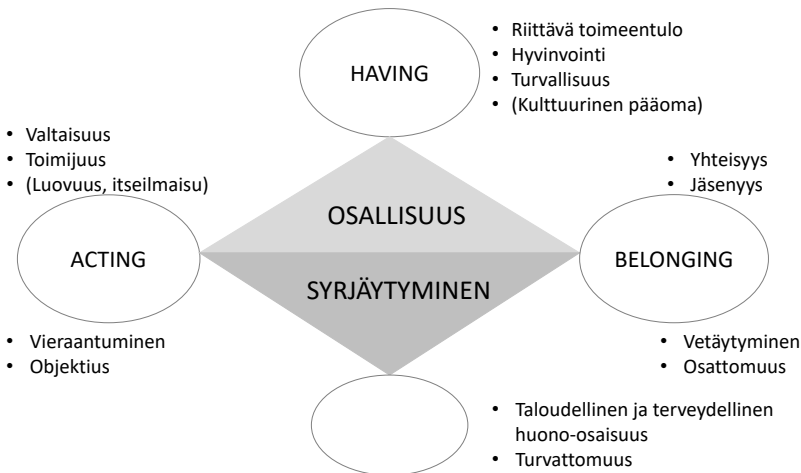 HAVING
• Riittävä toimeentulo
• Hyvinvointi
• Turvallisuus
• (Kulttuurinen pääoma)
• Valtaisuus
• Toimijuus
• (Luovuus, itseilmaisu)
• Yhteisyys
• Jäsenyys
OSALLISUUS
ACTING
BELONGING
SYRJÄYTYMINEN
• Vieraantuminen
• Objektius
• Vetäytyminen
• Osattomuus
• Taloudellinen ja terveydellinen
huono-osaisuus
• Turvattomuus